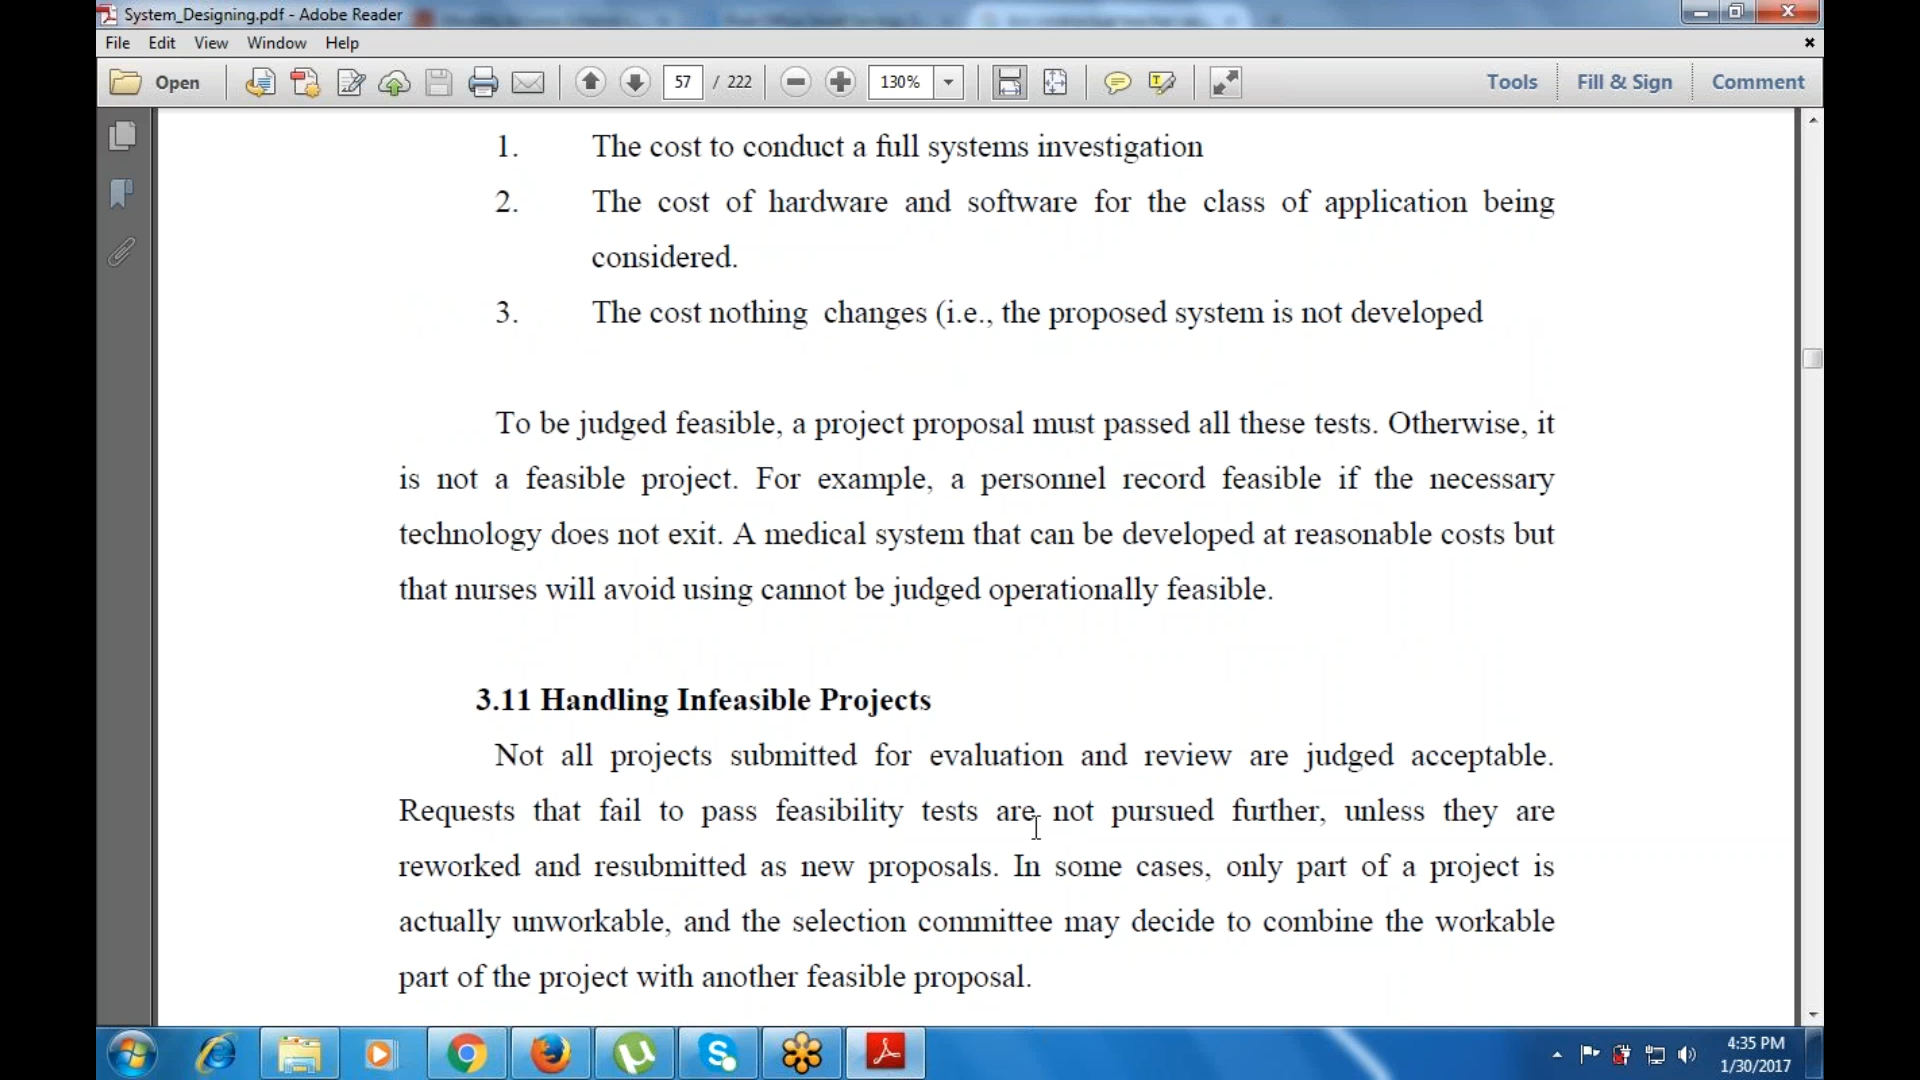 System_Designing.pdf - Adobe Reader
File Edit View Window Help
Open 57 / 222 130% Tools Fill & Sign Comment
1. The cost to conduct a full systems investigation
2. The cost of hardware and software for the class of application being
considered.
3. The cost nothing changes (i.e., the proposed system is not developed
To be judged feasible, a project proposal must passed all these tests. Otherwise, it
is not a feasible project. For example, a personnel record feasible if the necessary
technology does not exit. A medical system that can be developed at reasonable costs but
that nurses will avoid using cannot be judged operationally feasible.
3.11 Handling Infeasible Projects
Not all projects submitted for evaluation and review are judged acceptable.
Requests that fail to pass feasibility tests are not pursued further, unless they are
reworked and resubmitted as new proposals. In some cases, only part of a project is
actually unworkable, and the selection committee may decide to combine the workable
part of the project with another feasible proposal.
4:35 PM
1/30/2017